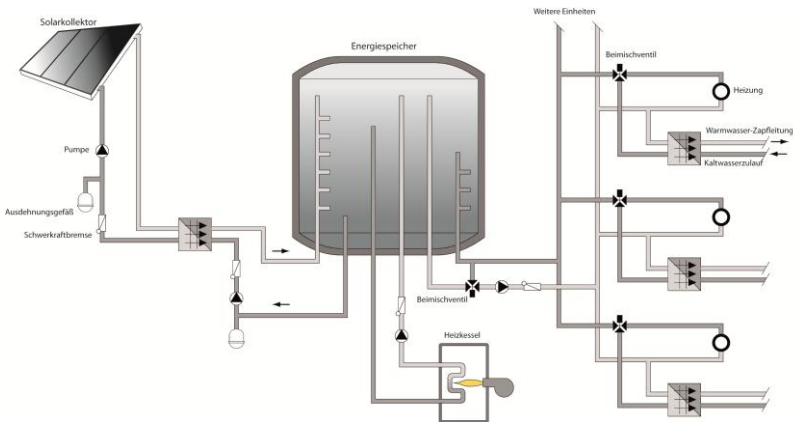 Weitere Einheiten
Solarkollektor
Energiespeicher
Beimischventil
Heizung
Warmwasser-Zapfleitung
Pumpe
Kaltwasserzulauf
Ausdehnungsgefäß
Schwerkraftbremse
Beimischventil
Heizkessel